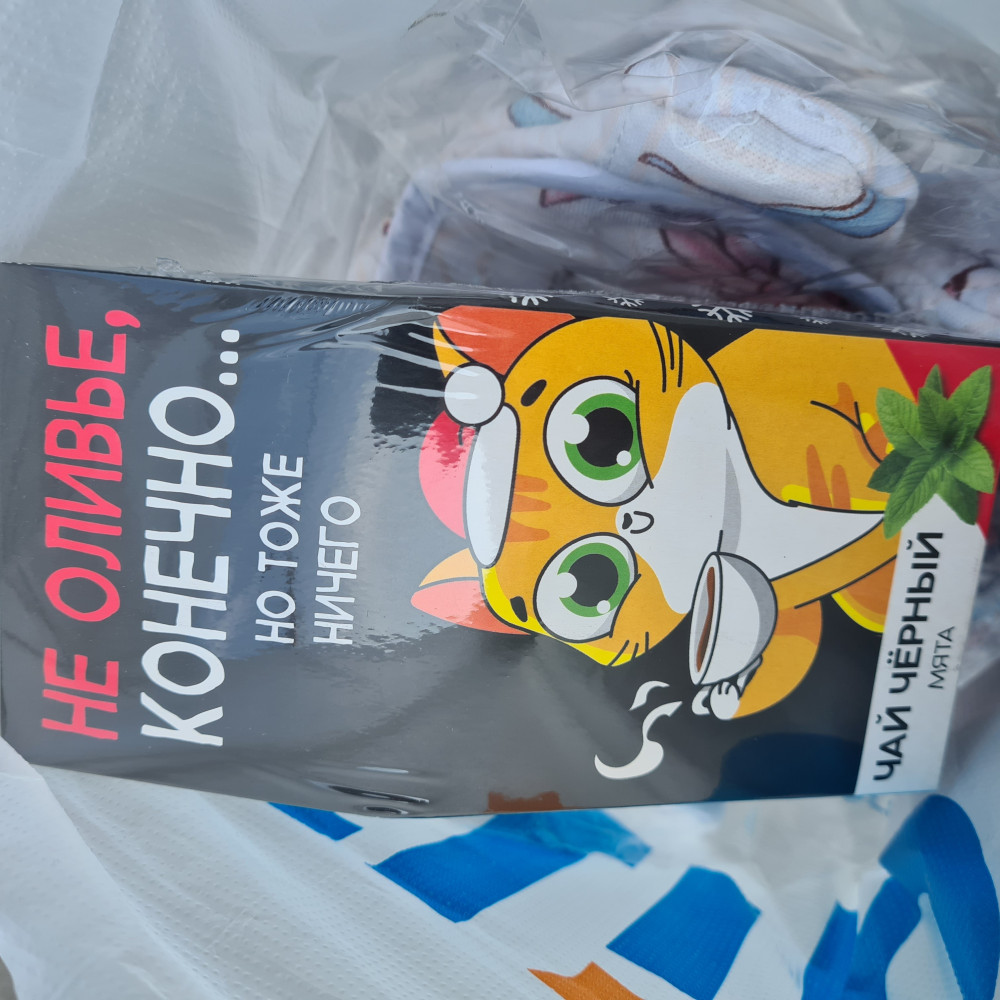 НЕ ОЛИВЬЕ,
КОНЕЧНО...
НО ТОЖЕ
НИЧЕГО
ЧАЙ ЧЁРНЫЙ
МЯТА